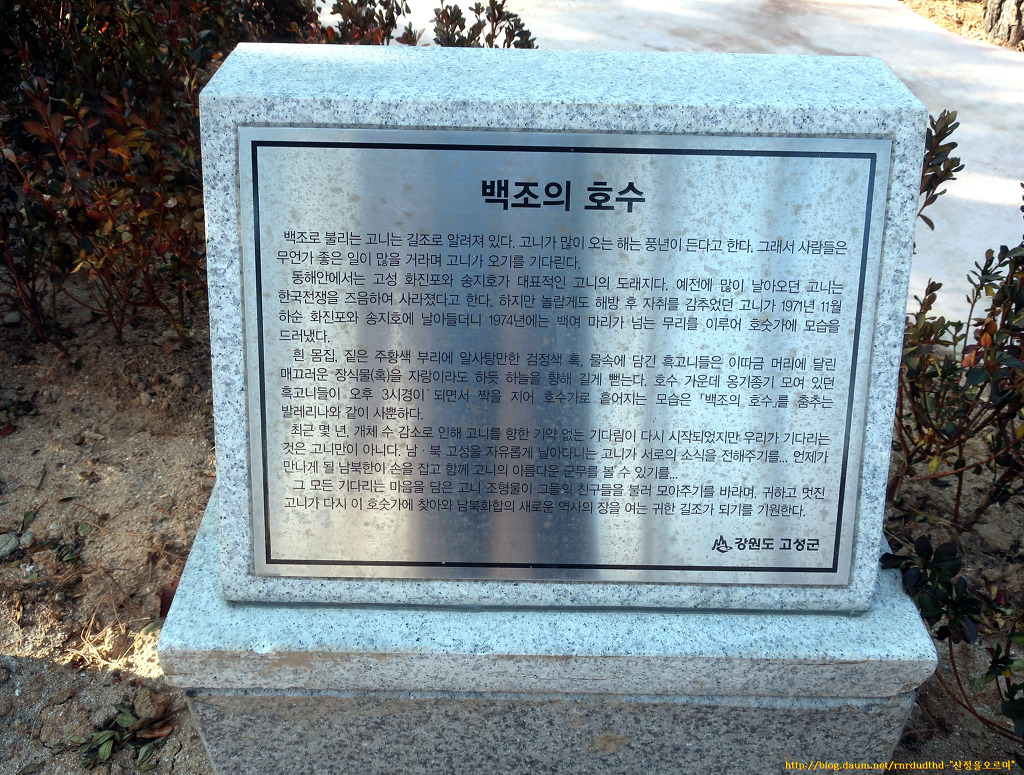 백조의 호수
백조로 불리는 고니는 길조로 알려져 있다. 고니가 많이 오는 해는 풍년이 든다고 한다. 그래서 사람들은
무언가 좋은 일이 많을 거라며 고니가 오기를 기다린다.
동해안에서는 고성 화진포와 송지호가 대표적인 고니의 도래지다. 예전에 많이 날아오던 고니는
한국전쟁을 즈음하여 사라졌다고 한다. 하지만 놀랍게도 해방 후 자취를 감추었던 고니가 1971년 11월
하순 화진포와 송지호에 날아들더니 1974년에는 백여 마리가 넘는 무리를 이루어 호숫가에 모습을
드러냈다.
흰 몸집, 짙은 주황색 부리에 알사탕만한 검정색 혹, 물속에 담긴 혹고니들은 이따금 머리에 달린
매끄러운 장식물(혹)을 자랑이라도 하듯 하늘을 향해 길게 뻗는다. 호수 가운데 옹기종기 모여 있던
혹고니들이 오후 3시경이 되면서 짝을 지어 호수가로 흩어지는 모습은 「백조의 호수」를 춤추는
발레리나와 같이 사뿐하다.
최근 몇 년, 개체 수 감소로 인해 고니를 향한 기약 없는 기다림이 다시 시작되었지만 우리가 기다리는
것은 고니만이 아니다. 남·북 고성을 자유롭게 날아다니는 고니가 서로의 소식을 전해주기를... 언제가
만나게 될 남북한이 손을 잡고 함께 고니의 아름다운 군무를 볼 수 있기를...
그 모든 기다리는 마음을 담은 고니 조형물이 그들의 친구들을 불러 모아주기를 바라며, 귀하고 멋진
고니가 다시 이 호숫가에 찾아와 남북화합의 새로운 역사의 장을 여는 귀한 길조가 되기를 기원한다.
강원도 고성군
http://blog.daum.net/rnrdudthd -"산정을오르며"